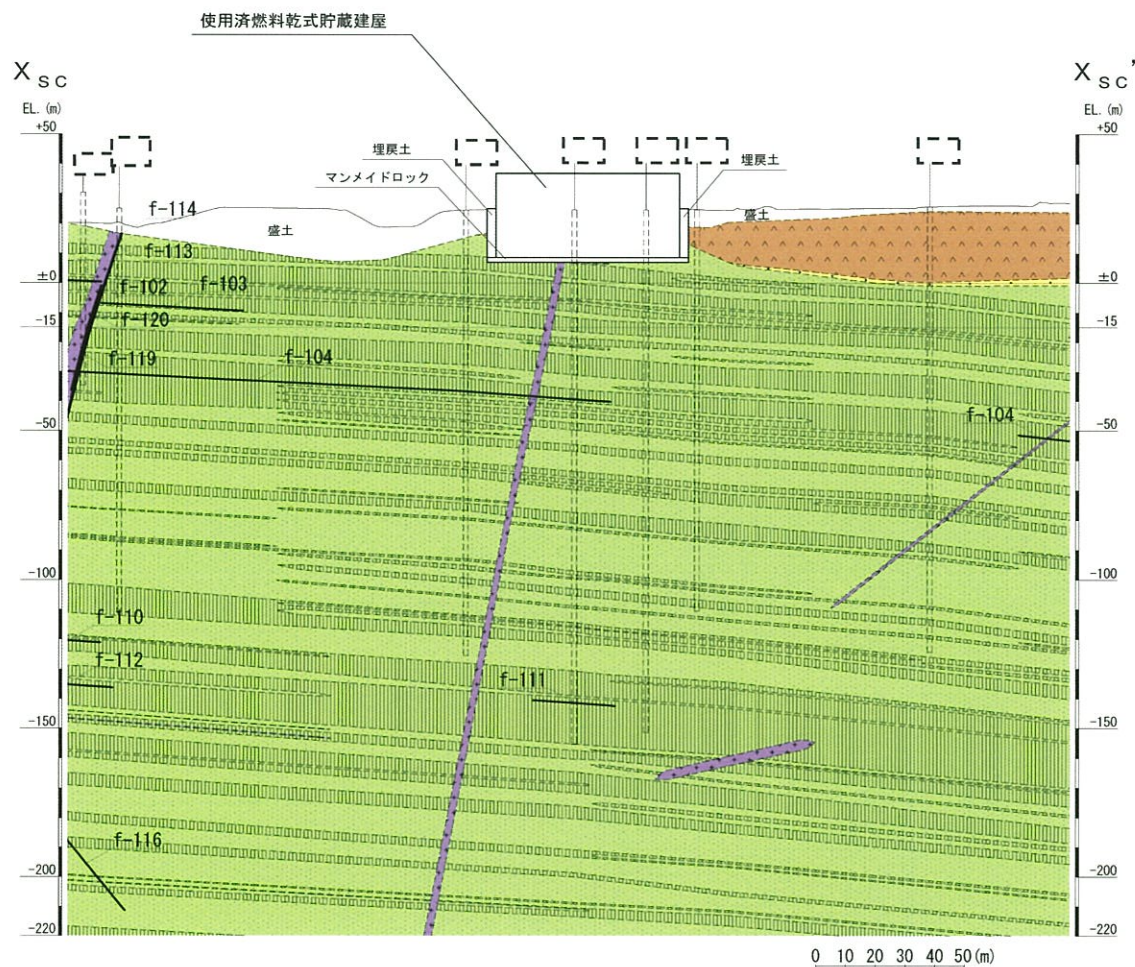 使用済燃料乾式貯蔵建屋
X SC
X SC'
EL. (m)
EL. (m)
+50
+50
埋戻土
埋戻土
マンメイドロック
f-114
盛土
盛土
f-113
±0
±0
f-102
f-103
-15
-15
f-120
f-119
f-104
f-104
-50
-50
-100
-100
f-110
f-112
f-111
-150
-150
f-116
-200
-200
-220
-220
0 10 20 30 40 50(m)